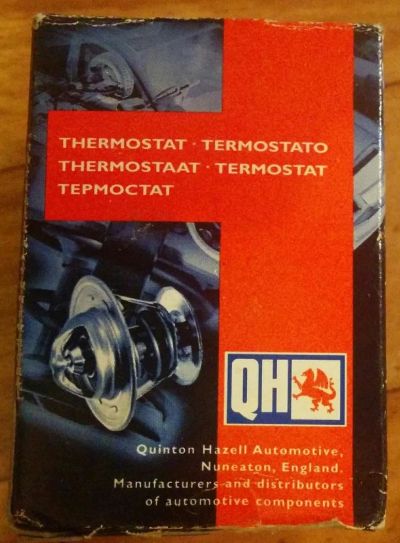 THERMOSTAT · TERMOSTATO
THERMOSTAAT · TERMOSTAT
ТЕРМОСТАТ
QH
Quinton Hazell Automotive,
Nuneaton, England.
Manufacturers and distributors
of automotive components